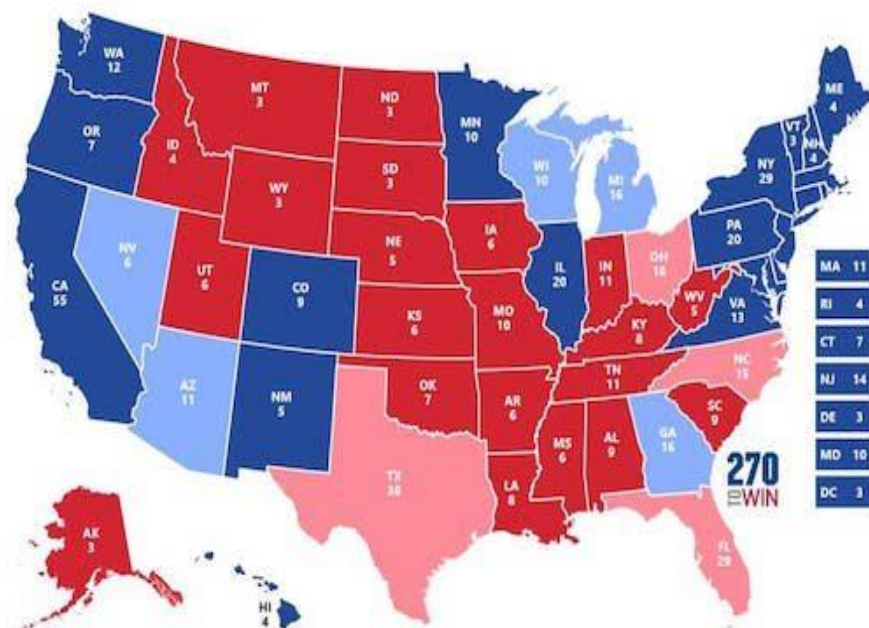 WA
12
MT
3
ND
3
MN
10
ME
4
VT
3
NH
4
OR
7
ID
4
WY
3
SD
3
WI
10
MI
16
NY
29
NV
6
UT
6
CO
9
NE
5
IA
6
IL
20
IN
11
OH
18
PA
20
CA
55
KS
6
MO
10
KY
8
WV
5
VA
13
AZ
11
NM
5
OK
7
AR
6
TN
11
NC
15
TX
38
LA
8
MS
6
AL
9
GA
16
SC
9
FL
29
AK
3
HI
4
MA 11
RI 4
CT 7
NJ 14
DE 3
MD 10
DC 3
270
TO WIN